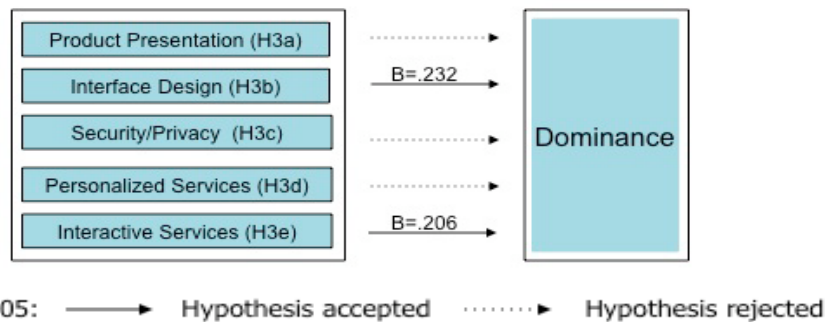 Product Presentation (H3a)
Interface Design (H3b)
B=.232
Security/Privacy (H3c)
Dominance
Personalized Services (H3d)
Interactive Services (H3e)
B=.206
05: Hypothesis accepted Hypothesis rejected